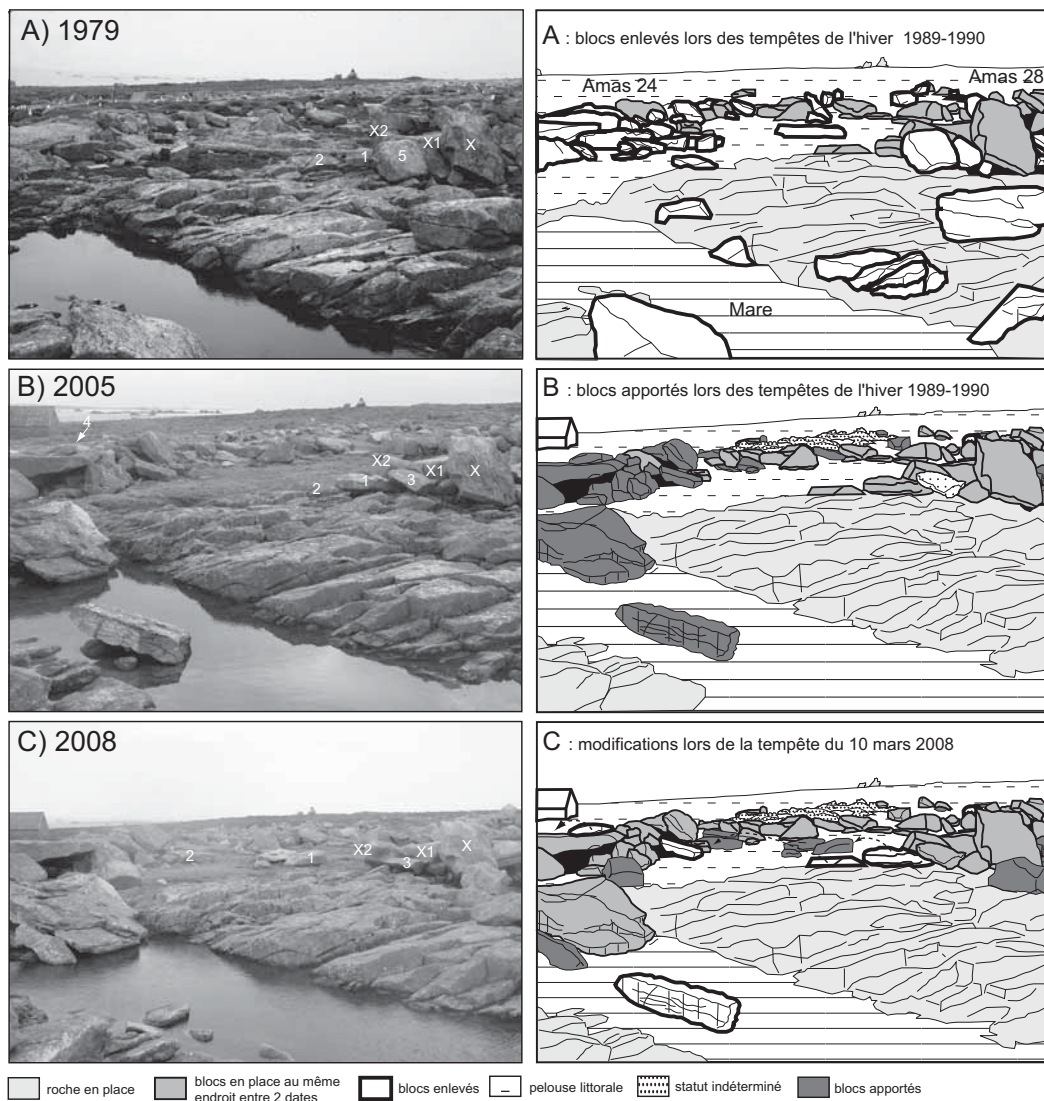 A) 1979
X2
X1
2
1
5
X
A : blocs enlevés lors des tempêtes de l'hiver 1989-1990
Amas 24
Amas 28
Mare
B) 2005
4
X2
X1
X
2
1
3
B : blocs apportés lors des tempêtes de l'hiver 1989-1990
C) 2008
2
1
X2
X1
X
3
C : modifications lors de la tempête du 10 mars 2008
roche en place
blocs en place au même
endroit entre 2 dates
blocs enlevés
pelouse littorale
statut indéterminé
blocs apportés